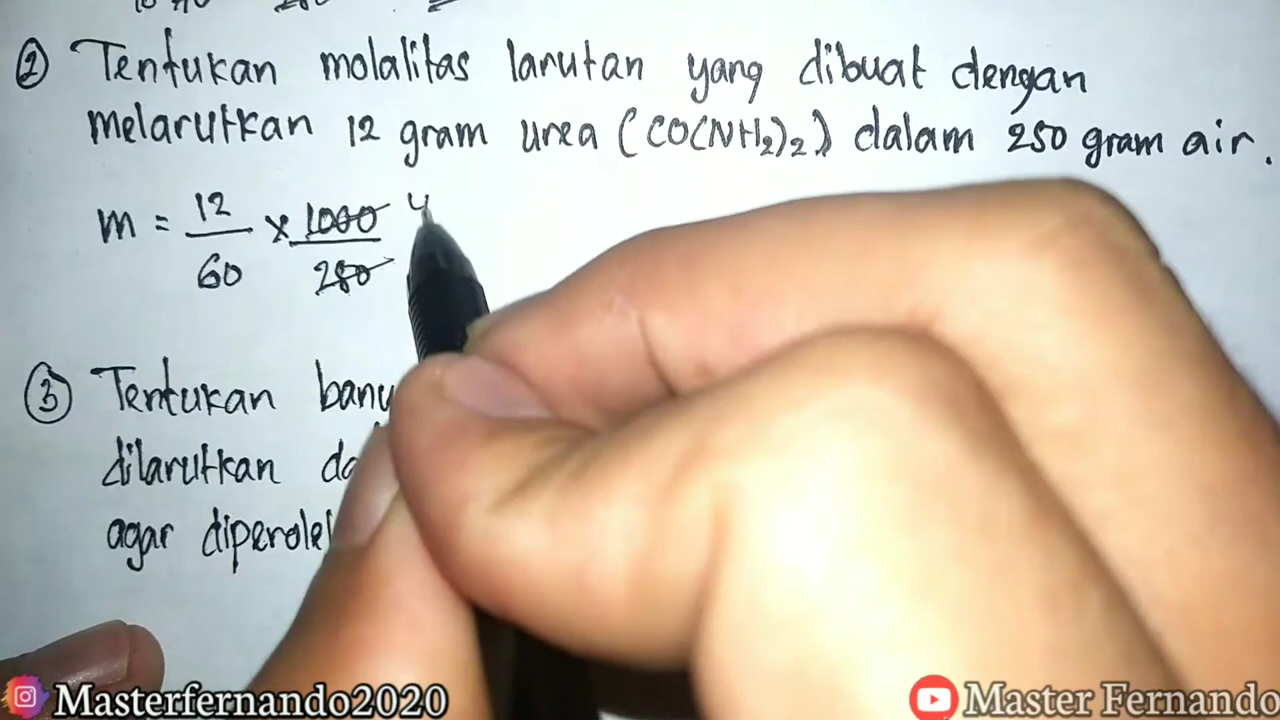 ② Tentukan molalitas larutan yang dibuat dengan
melarutkan 12 gram urea (CO(NH₂)₂) dalam 250 gram air.
m = 12/60 × 1000/250 4
③ Tentukan
dilarutkan
agar
Masterfernando2020
Master Fernando